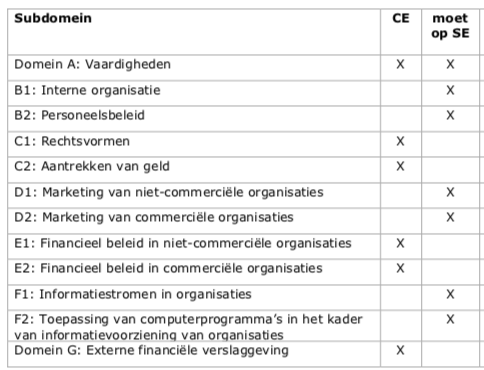 Subdomein CE moet
op SE
Domein A: Vaardigheden X X
B1: Interne organisatie X
B2: Personeelsbeleid X
C1: Rechtsvormen X
C2: Aantrekken van geld X
D1: Marketing van niet-commerciële organisaties X
D2: Marketing van commerciële organisaties X
E1: Financieel beleid in niet-commerciële organisaties X
E2: Financieel beleid in commerciële organisaties X
F1: Informatiestromen in organisaties X
F2: Toepassing van computerprogramma's in het kader X
van informatievoorziening van organisaties
Domein G: Externe financiële verslaggeving X